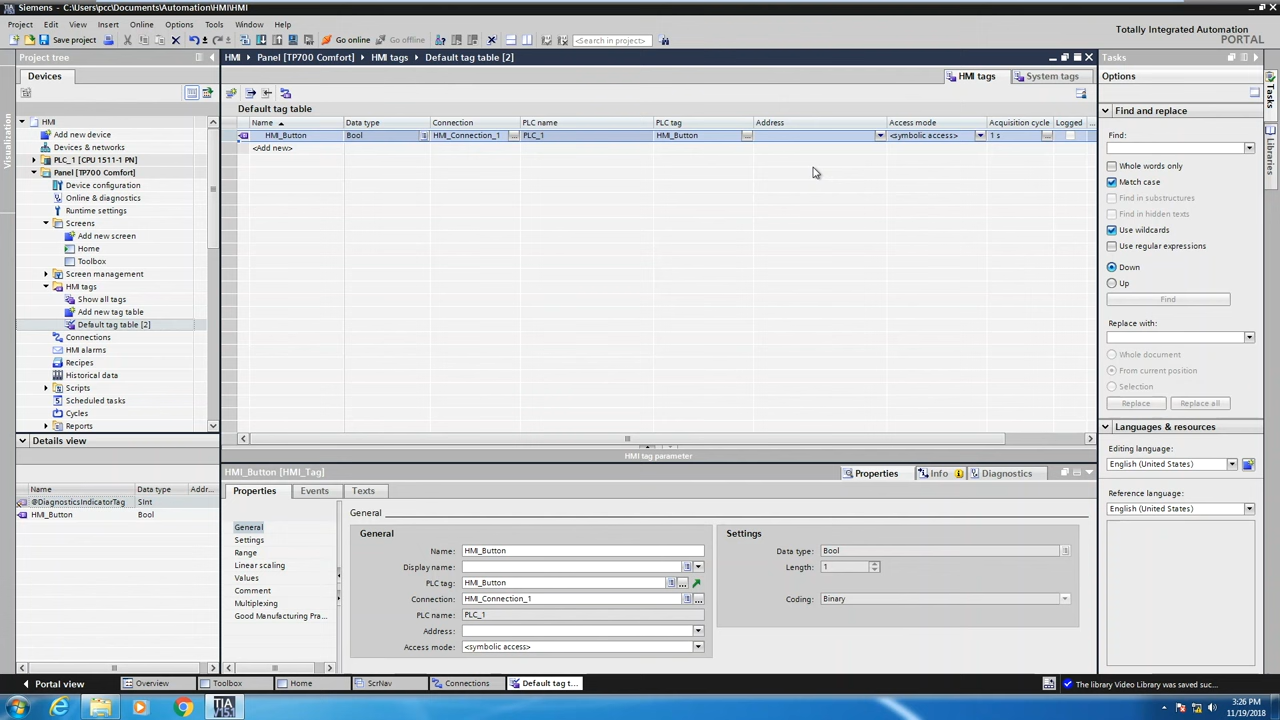 Siemens - C:\Users\pcc\Documents\Automation\HMI\HMI
Project Edit View Insert Online Options Tools Window Help
Totally Integrated Automation
PORTAL
Save project
Go online
Go offline
<Search in project>
Project tree
HMI Panel [TP700 Comfort] HMI tags Default tag table [2]
Tasks
Devices
HMI tags
System tags
Options
Visualization
Tasks
Libraries
Default tag table
Name Data type Connection PLC name PLC tag Address Access mode Acquisition cycle Logged ...
HMI_Button Bool HMI_Connection_1 PLC_1 HMI_Button <symbolic access> 1 s
<Add new>
HMI
Add new device
Devices & networks
PLC_1 [CPU 1511-1 PN]
Panel [TP700 Comfort]
Device configuration
Online & diagnostics
Runtime settings
Screens
Add new screen
Home
Toolbox
Screen management
HMI tags
Show all tags
Add new tag table
Default tag table [2]
Connections
HMI alarms
Recipes
Historical data
Scripts
Scheduled tasks
Cycles
Reports
Find and replace
Find:
Whole words only
Match case
Find in substructures
Find in hidden texts
Use wildcards
Use regular expressions
Down
Up
Find
Replace with:
Whole document
From current position
Selection
Replace
Replace all
Languages & resources
Editing language:
English (United States)
Reference language:
English (United States)
Details view
Name Data type Addr...
@DiagnosticsIndicatorTag SInt
HMI_Button Bool
HMI tag parameter
HMI_Button [HMI_Tag]
Properties Info Diagnostics
Properties Events Texts
General
Settings
Range
Linear scaling
Values
Comment
Multiplexing
Good Manufacturing Pra...
General
General
Name: HMI_Button
Display name:
PLC tag: HMI_Button
Connection: HMI_Connection_1
PLC name: PLC_1
Address:
Access mode: <symbolic access>
Settings
Data type: Bool
Length: 1
Coding: Binary
Portal view
Overview
Toolbox
Home
ScrNav
Connections
Default tag t...
The library Video Library was saved suc...
3:26 PM
11/19/2018